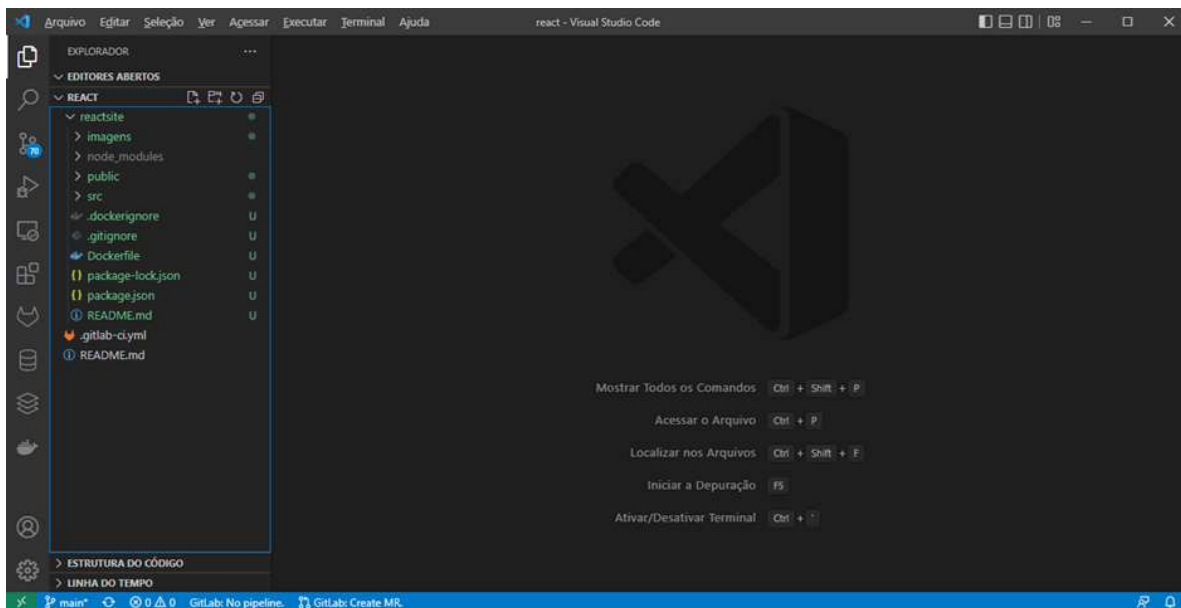 Arquivo Editar Seleção Ver Acessar Executar Terminal Ajuda
react - Visual Studio Code
EXPLORADOR
EDITORES ABERTOS
REACT
reactsite
imagens
node_modules
public
src
.dockerignore U
.gitignore U
Dockerfile U
package-lock.json U
package.json U
README.md U
.gitlab-ci.yml
README.md
70
Mostrar Todos os Comandos Ctrl + Shift + P
Acessar o Arquivo Ctrl + P
Localizar nos Arquivos Ctrl + Shift + F
Iniciar a Depuração F5
Ativar/Desativar Terminal Ctrl + `
ESTRUTURA DO CÓDIGO
LINHA DO TEMPO
main* 0 0 GitLab: No pipeline. GitLab: Create MR.